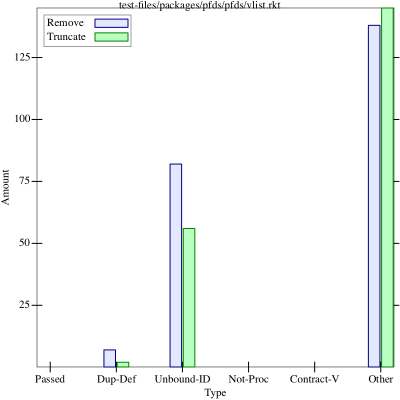 test-files/packages/pfds/pfds/vlist.rkt
Remove
Truncate
125
100
75
50
25
Amount
Passed Dup-Def Unbound-ID Not-Proc Contract-V Other
Type